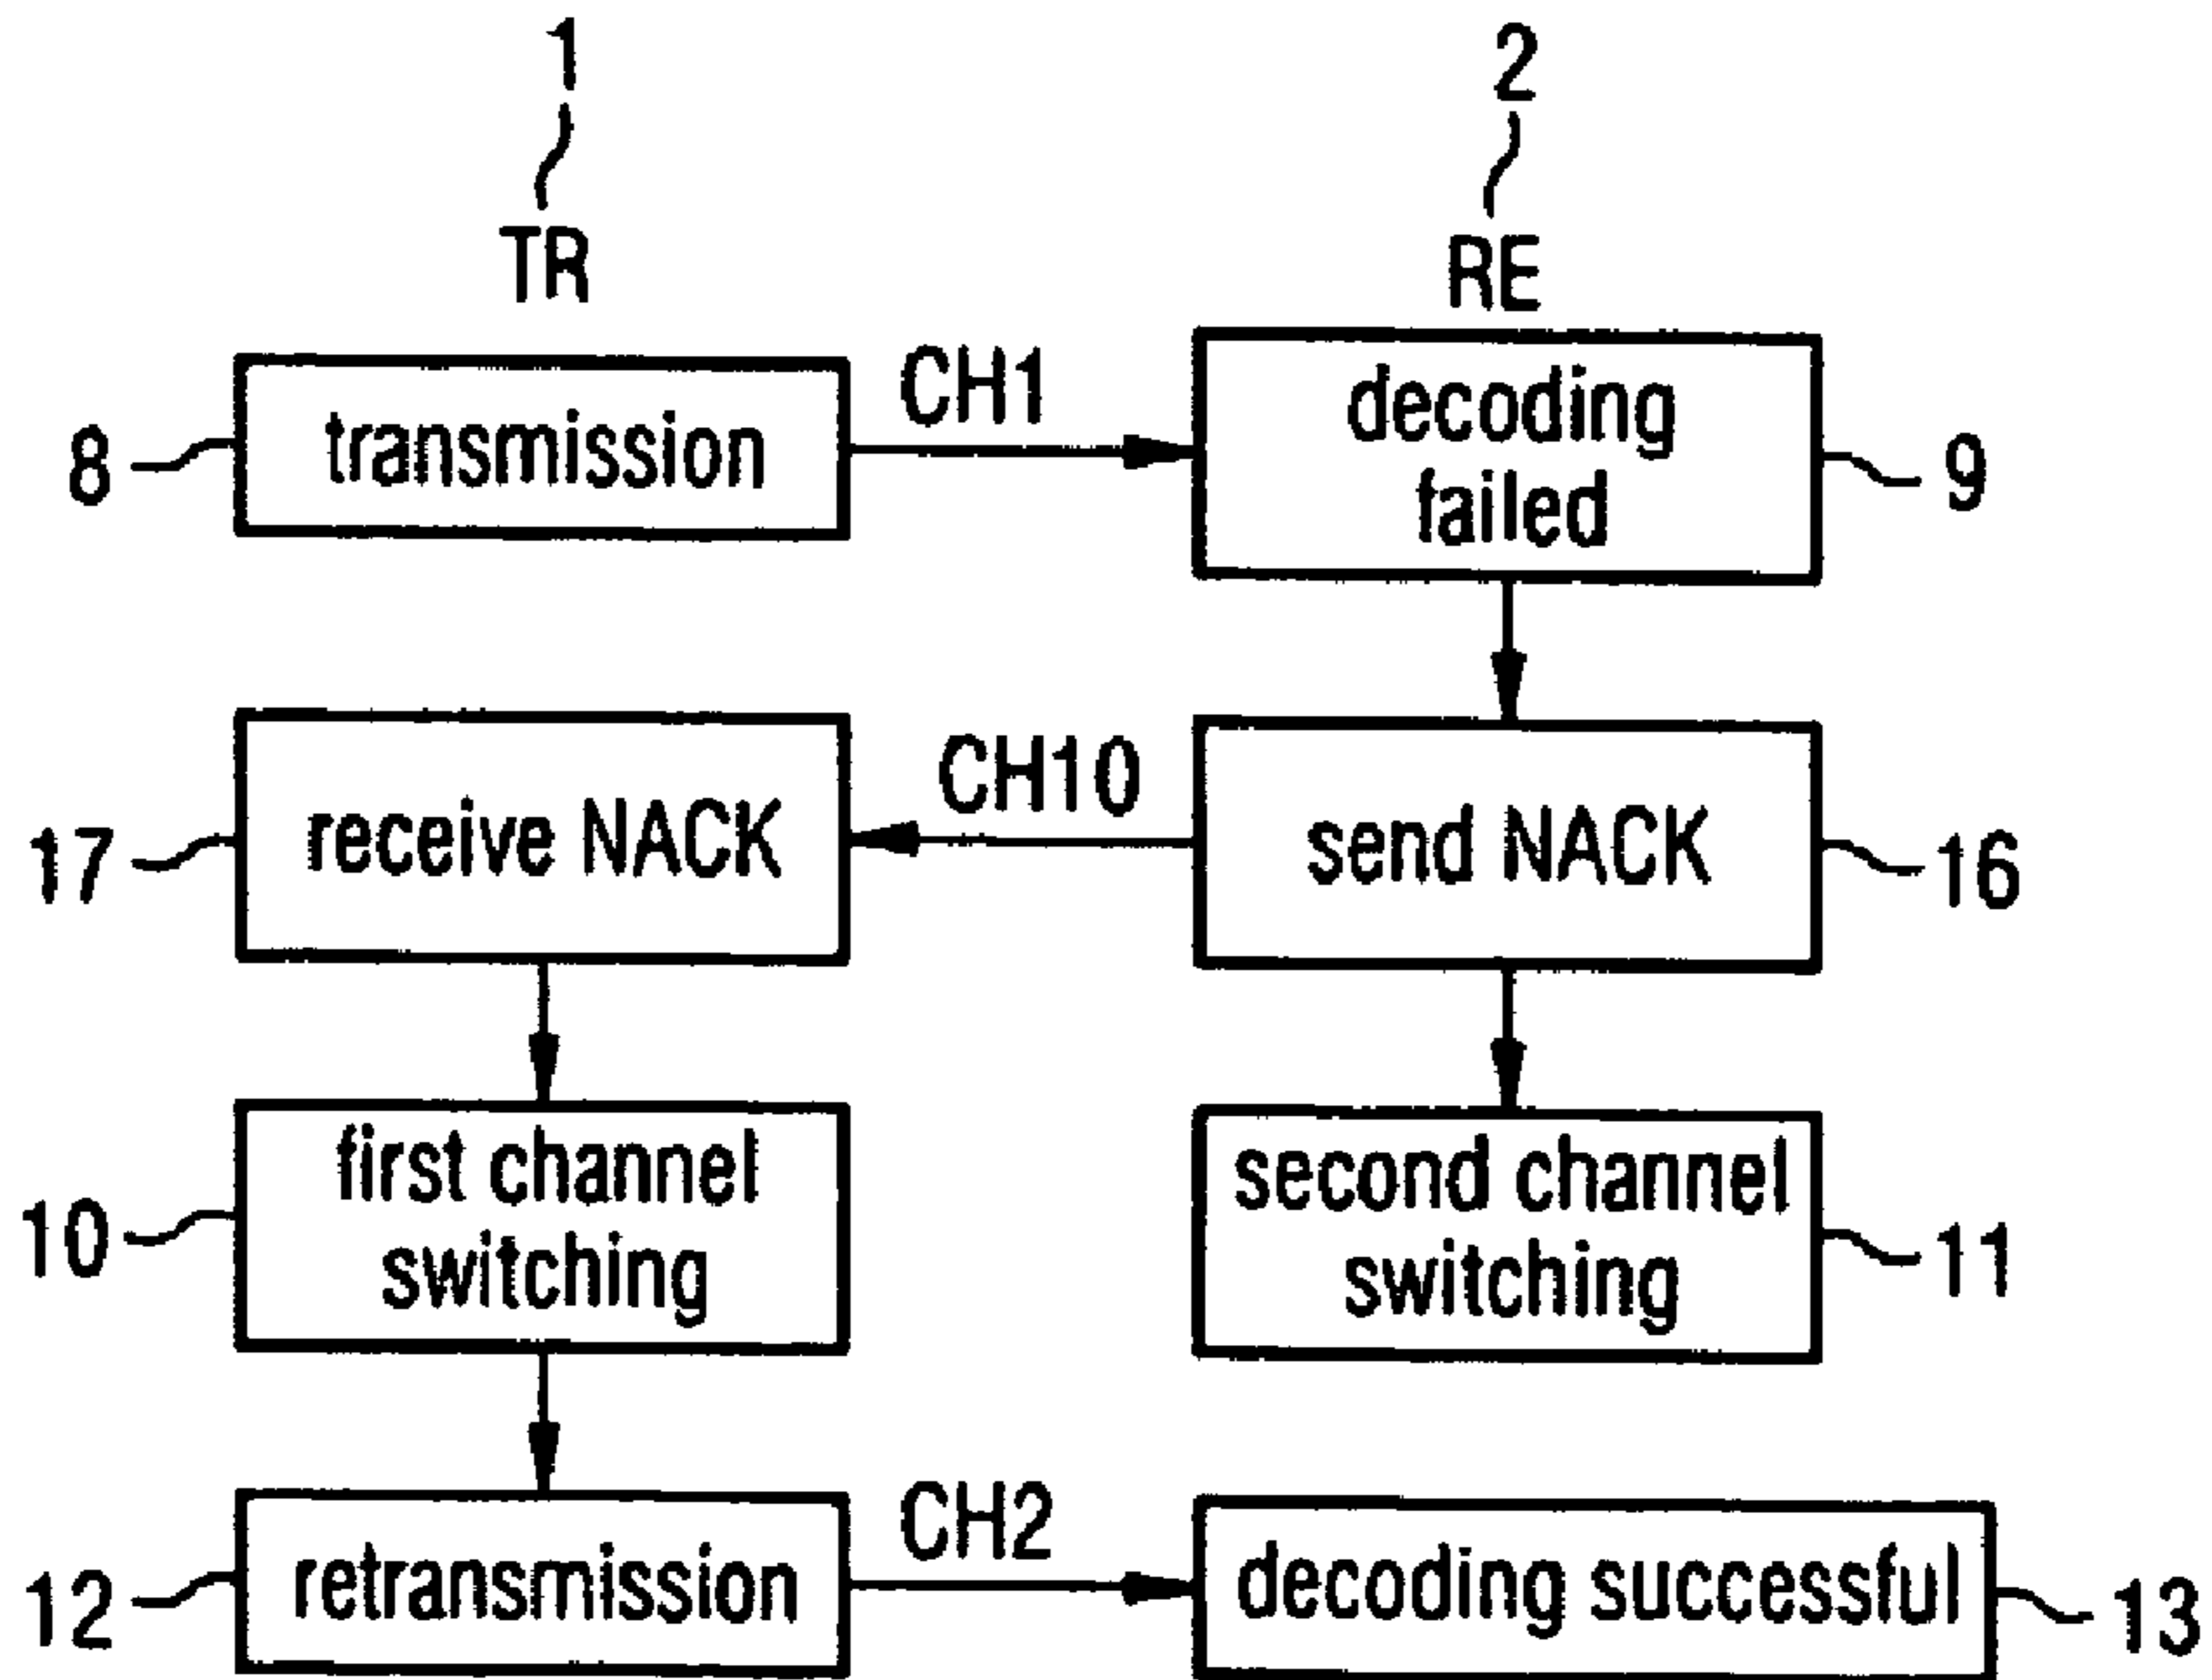 1
2
TR
RE
8
transmission
CH1
decoding
failed
9
17
receive NACK
CH10
send NACK
16
10
first channel
switching
second channel
switching
11
12
retransmission
CH2
decoding successful
13